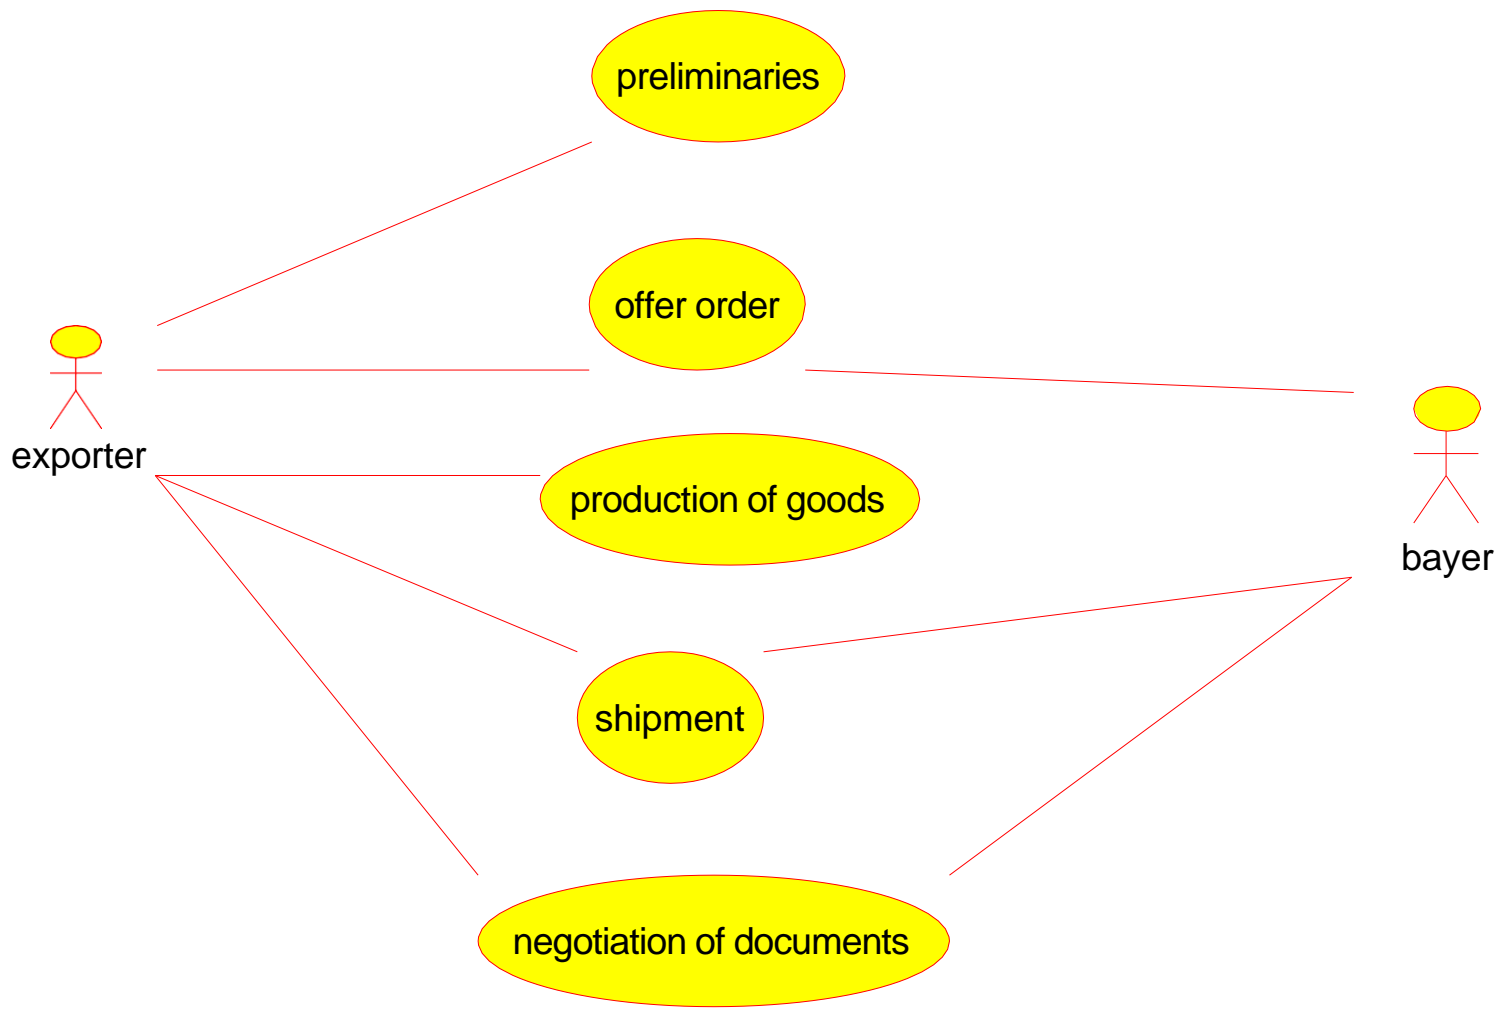 preliminaries
offer order
exporter
production of goods
bayer
shipment
negotiation of documents